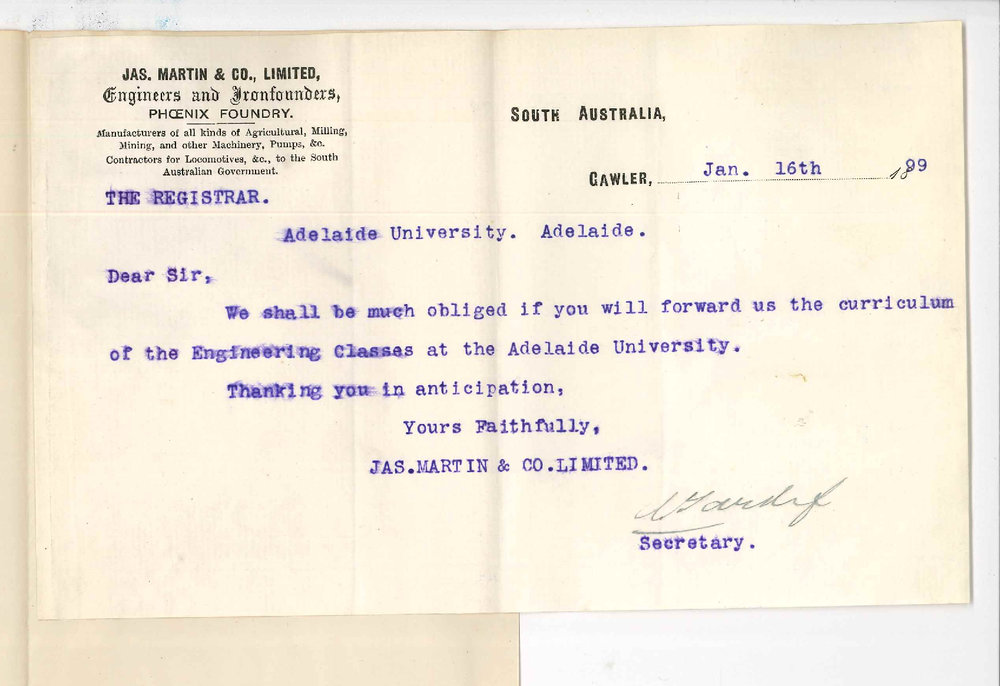 JAS. MARTIN & CO., LIMITED,
Engineers and Ironfounders,
PHŒNIX FOUNDRY.
Manufacturers of all kinds of Agricultural, Milling,
Mining, and other Machinery, Pumps, &c.
Contractors for Locomotives, &c., to the South
Australian Government.
SOUTH AUSTRALIA,
GAWLER, Jan. 16th 1899
THE REGISTRAR.
Adelaide University. Adelaide.
Dear Sir,
We shall be much obliged if you will forward us the curriculum
of the Engineering Classes at the Adelaide University.
Thanking you in anticipation,
Yours Faithfully,
JAS.MARTIN & CO.LIMITED.
Secretary.